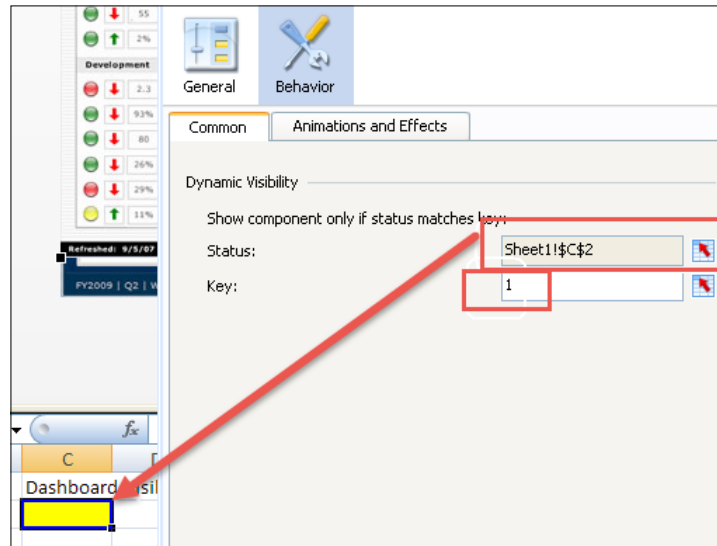 55
2%
Development
2.3
93%
80
26%
29%
11%
Refreshed: 9/5/07
FY2009 | Q2 | W
General
Behavior
Common
Animations and Effects
Dynamic Visibility
Show component only if status matches key:
Status:
Sheet1!$C$2
Key:
1
fx
C
Dashboard